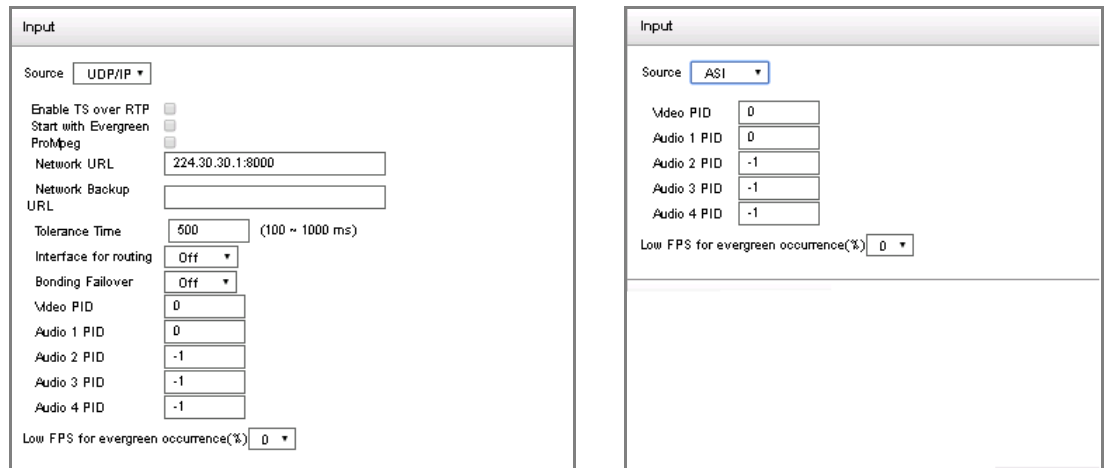 Input
Source UDP/IP
Enable TS over RTP
Start with Evergreen
ProMpeg
Network URL 224.30.30.1:8000
Network Backup
URL
Tolerance Time 500 (100 ~ 1000 ms)
Interface for routing Off
Bonding Failover Off
Video PID 0
Audio 1 PID 0
Audio 2 PID -1
Audio 3 PID -1
Audio 4 PID -1
Low FPS for evergreen occurrence(%) 0
Input
Source ASI
Video PID 0
Audio 1 PID 0
Audio 2 PID -1
Audio 3 PID -1
Audio 4 PID -1
Low FPS for evergreen occurrence(%) 0